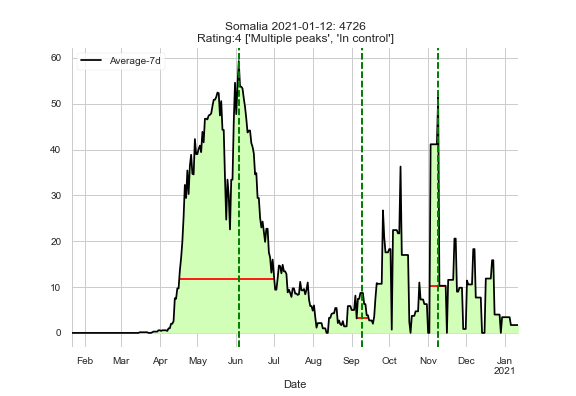 Somalia 2021-01-12: 4726
Rating:4 ['Multiple peaks', 'In control']
Average-7d
60
50
40
30
20
10
0
Feb Mar Apr May Jun Jul Aug Sep Oct Nov Dec Jan
2021
Date